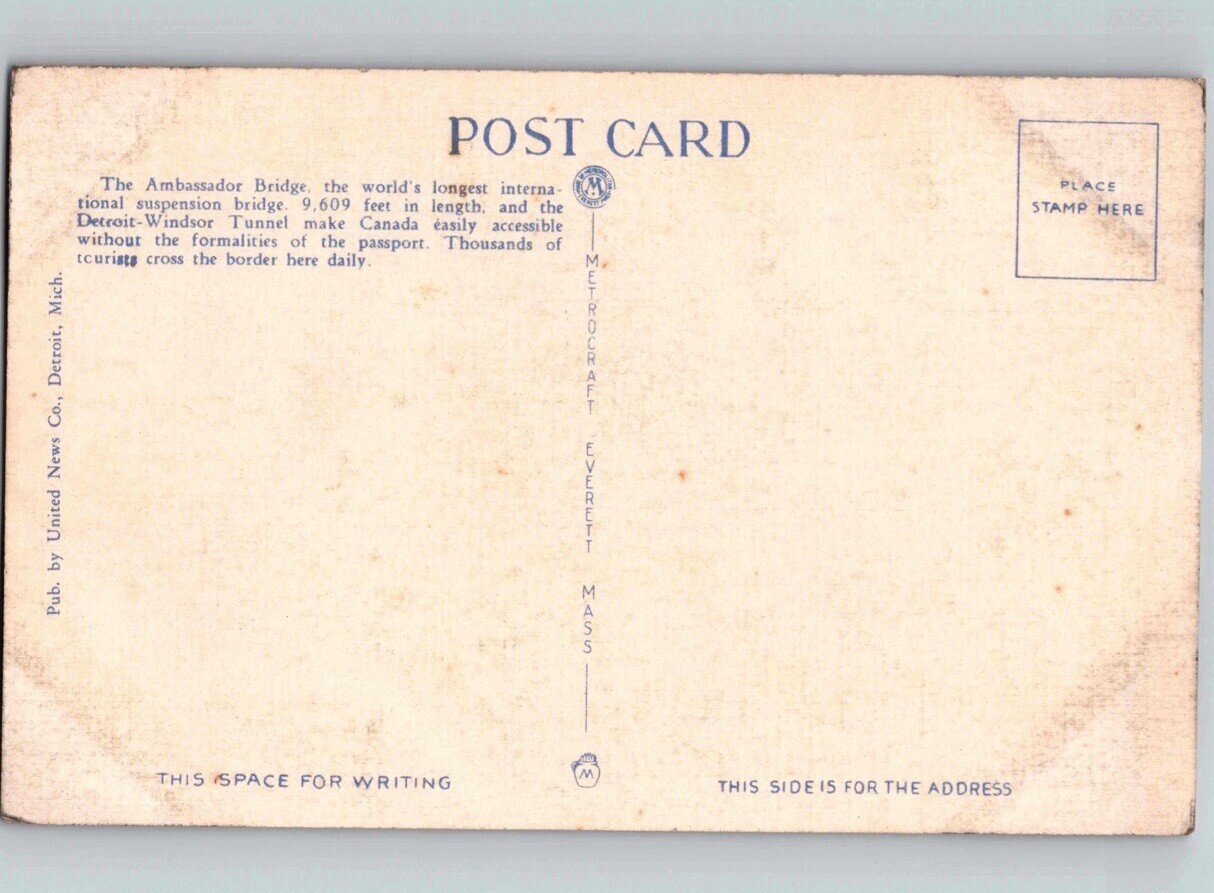 POST CARD
The Ambassador Bridge, the world's longest interna-
tional suspension bridge. 9,609 feet in length, and the
Detroit-Windsor Tunnel make Canada easily accessible
without the formalities of the passport. Thousands of
tourists cross the border here daily.
PLACE
STAMP HERE
Pub. by United News Co., Detroit, Mich.
M
METROCRAFT EVERETT MASS
M
THIS SPACE FOR WRITING
THIS SIDE IS FOR THE ADDRESS